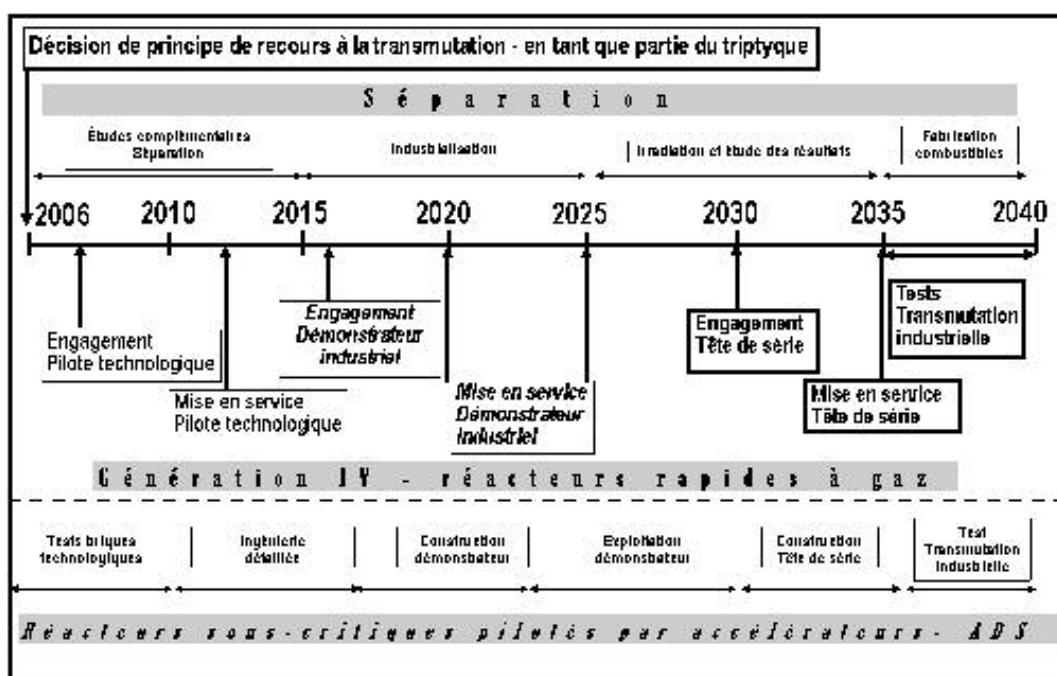 Décision de principe de recours à la transmutation - en tant que partie du triptyque
Séparation
Études complémentaires
Séparation
Industrialisation
Irradiation et étude des résultats
Fabrication
combustibles
2006 2010 2015 2020 2025 2030 2035 2040
Engagement
Pilote technologique
Mise en service
Pilote technologique
Engagement
Démonstrateur
industriel
Mise en service
Démonstrateur
industriel
Engagement
Tête de série
Mise en service
Tête de série
Tests
Transmutation
industrielle
Génération IV - réacteurs rapides à gaz
Tests briques
technologiques
Ingénierie
détaillée
Construction
démonstrateur
Exploitation
démonstrateur
Construction
Tête de série
Test
Transmutation
industrielle
Réacteurs sous-critiques pilotés par accélérateurs- ADS